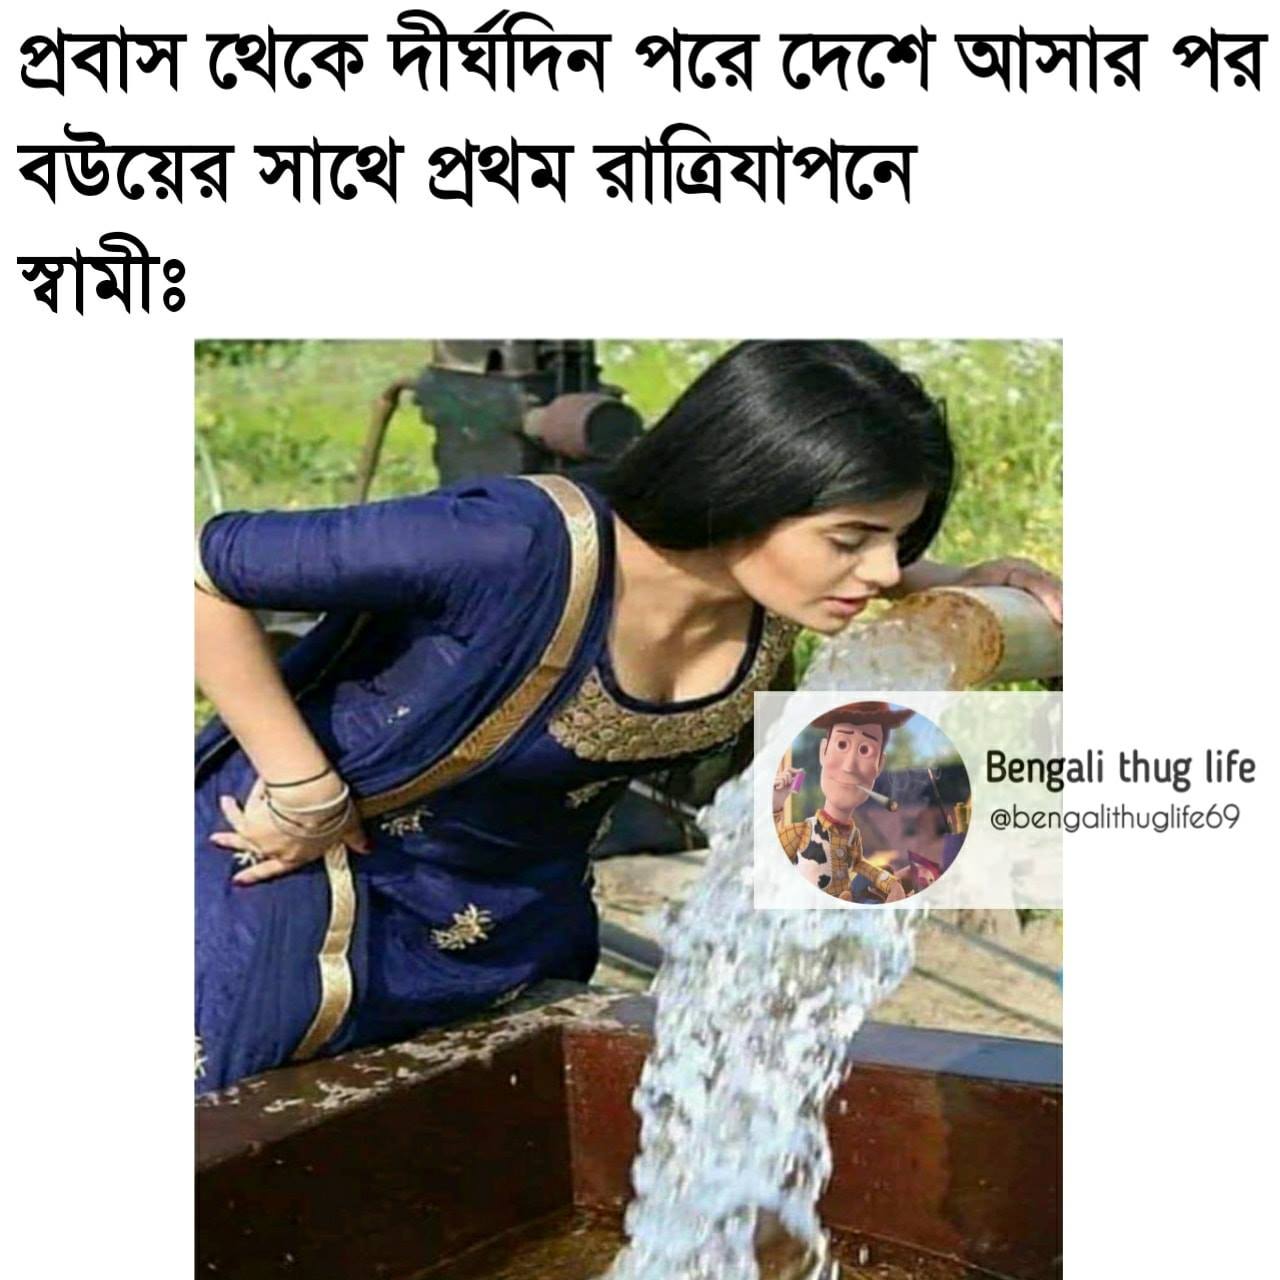 প্রবাস থেকে দীর্ঘদিন পরে দেশে আসার পর
বউয়ের সাথে প্রথম রাত্রিযাপনে
স্বামীঃ
Bengali thug life
@bengalithuglife69